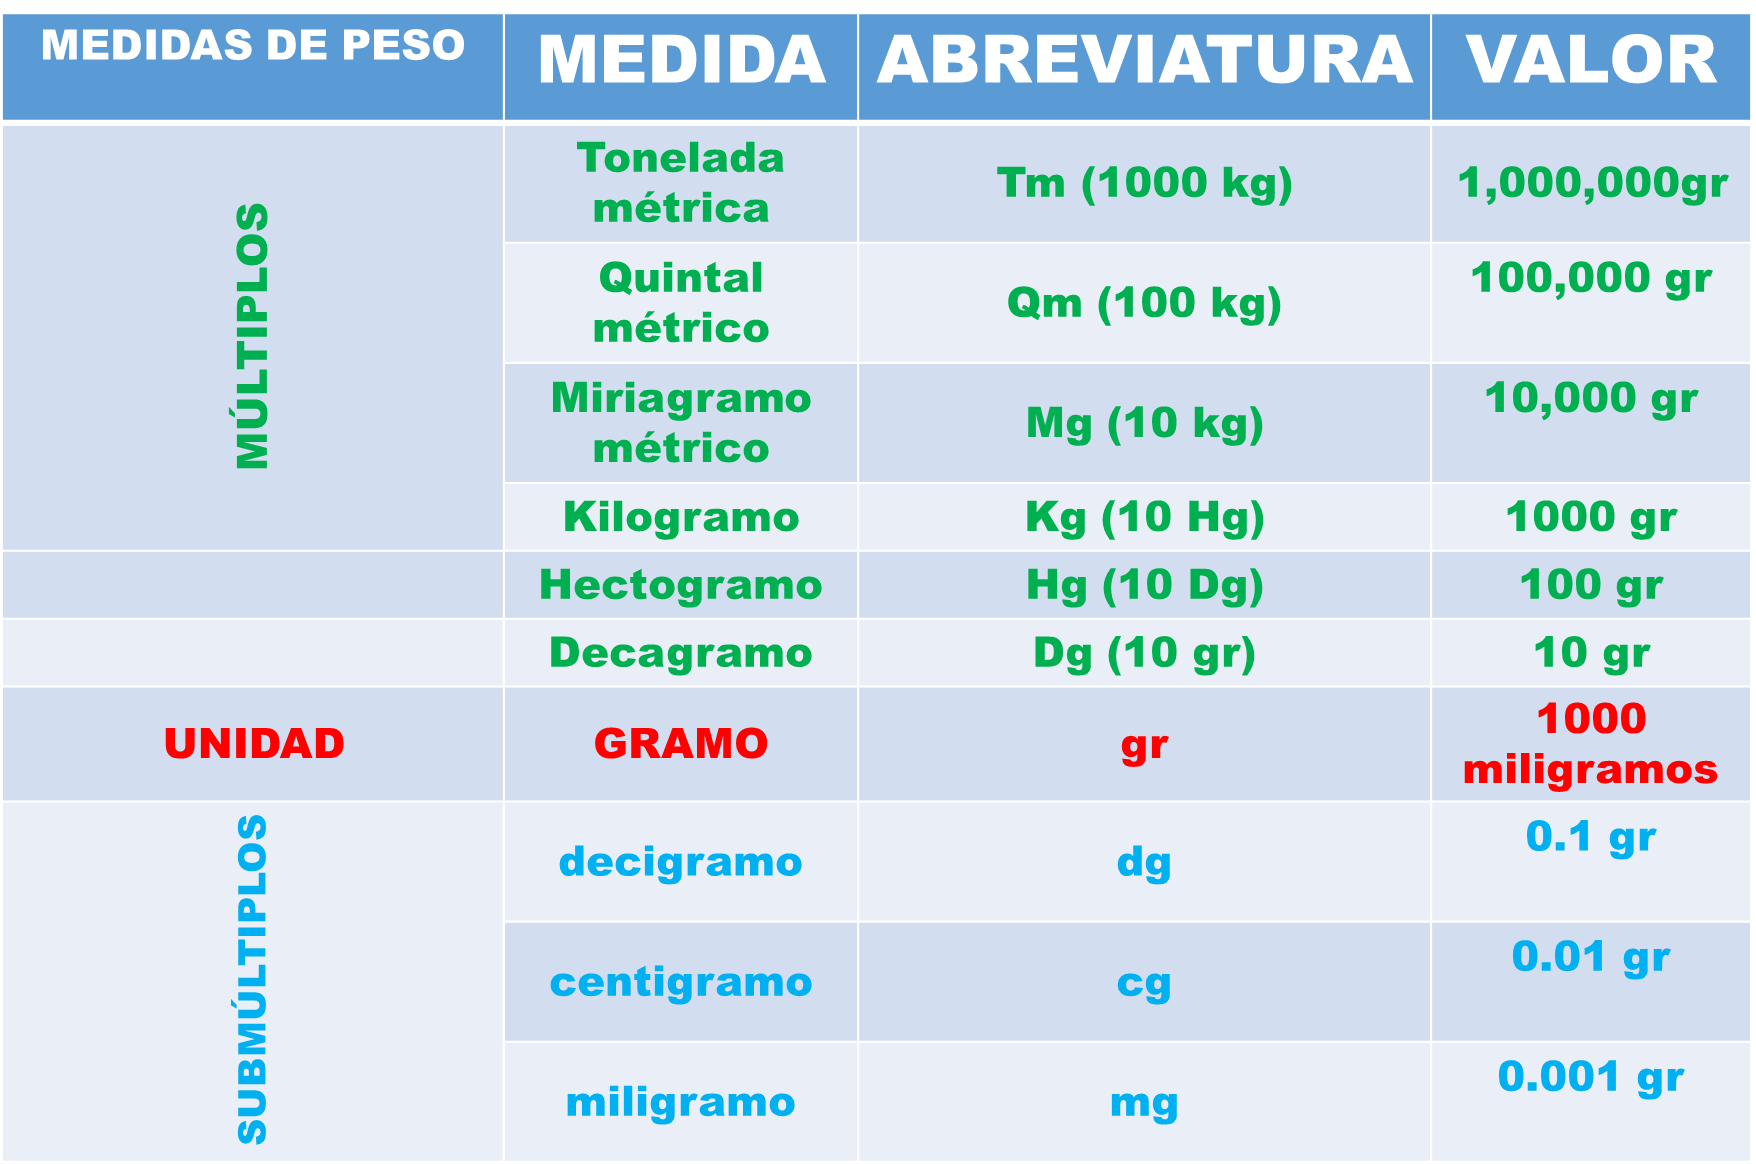 MEDIDAS DE PESO
MEDIDA
ABREVIATURA
VALOR
MÚLTIPLOS
Tonelada
métrica
Tm (1000 kg)
1,000,000gr
Quintal
métrico
Qm (100 kg)
100,000 gr
Miriagramo
métrico
Mg (10 kg)
10,000 gr
Kilogramo
Kg (10 Hg)
1000 gr
Hectogramo
Hg (10 Dg)
100 gr
Decagramo
Dg (10 gr)
10 gr
UNIDAD
GRAMO
gr
1000
miligramos
SUBMÚLTIPLOS
decigramo
dg
0.1 gr
centigramo
cg
0.01 gr
miligramo
mg
0.001 gr